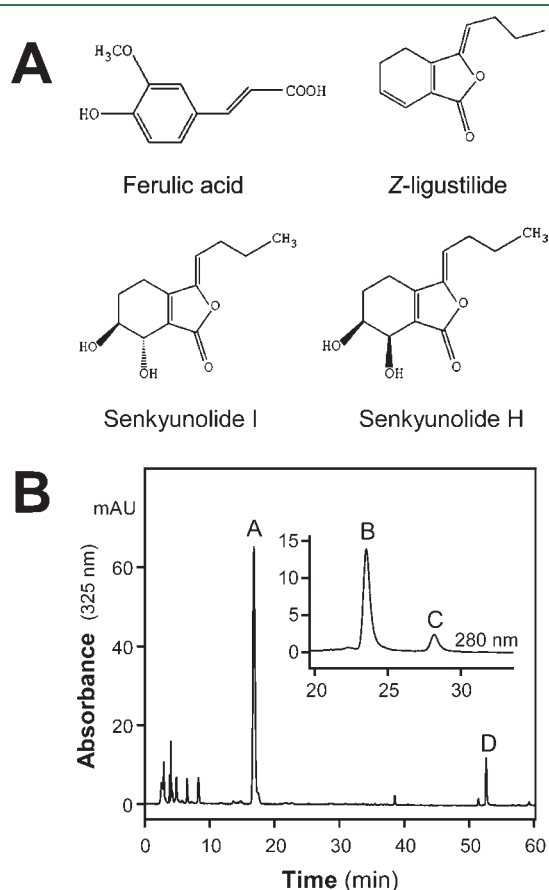 A
H₃CO
HO
COOH
Ferulic acid
O
O
Z-ligustilide
CH₃
O
O
HO
OH
Senkyunolide I
CH₃
O
O
HO
OH
Senkyunolide H
B
mAU
Absorbance (325 nm)
60
40
20
0
A
15
10
5
0
B
C
280 nm
20 25 30
D
0 10 20 30 40 50 60
Time (min)